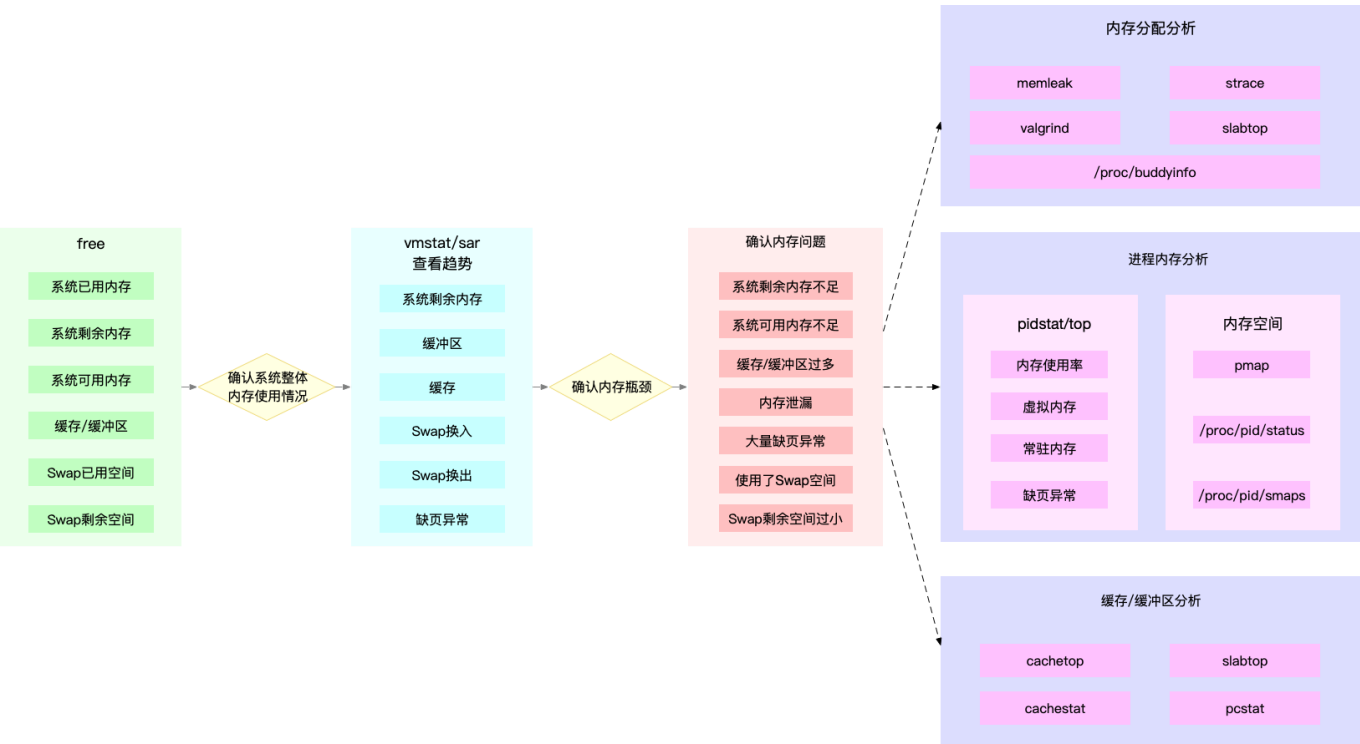 free
系统已用内存
系统剩余内存
系统可用内存
缓存/缓冲区
Swap已用空间
Swap剩余空间
确认系统整体
内存使用情况
vmstat/sar
查看趋势
系统剩余内存
缓冲区
缓存
Swap换入
Swap换出
缺页异常
确认内存瓶颈
确认内存问题
系统剩余内存不足
系统可用内存不足
缓存/缓冲区过多
内存泄漏
大量缺页异常
使用了Swap空间
Swap剩余空间过小
内存分配分析
memleak
strace
valgrind
slabtop
/proc/buddyinfo
进程内存分析
pidstat/top
内存使用率
虚拟内存
常驻内存
缺页异常
内存空间
pmap
/proc/pid/status
/proc/pid/smaps
缓存/缓冲区分析
cachetop
slabtop
cachestat
pcstat